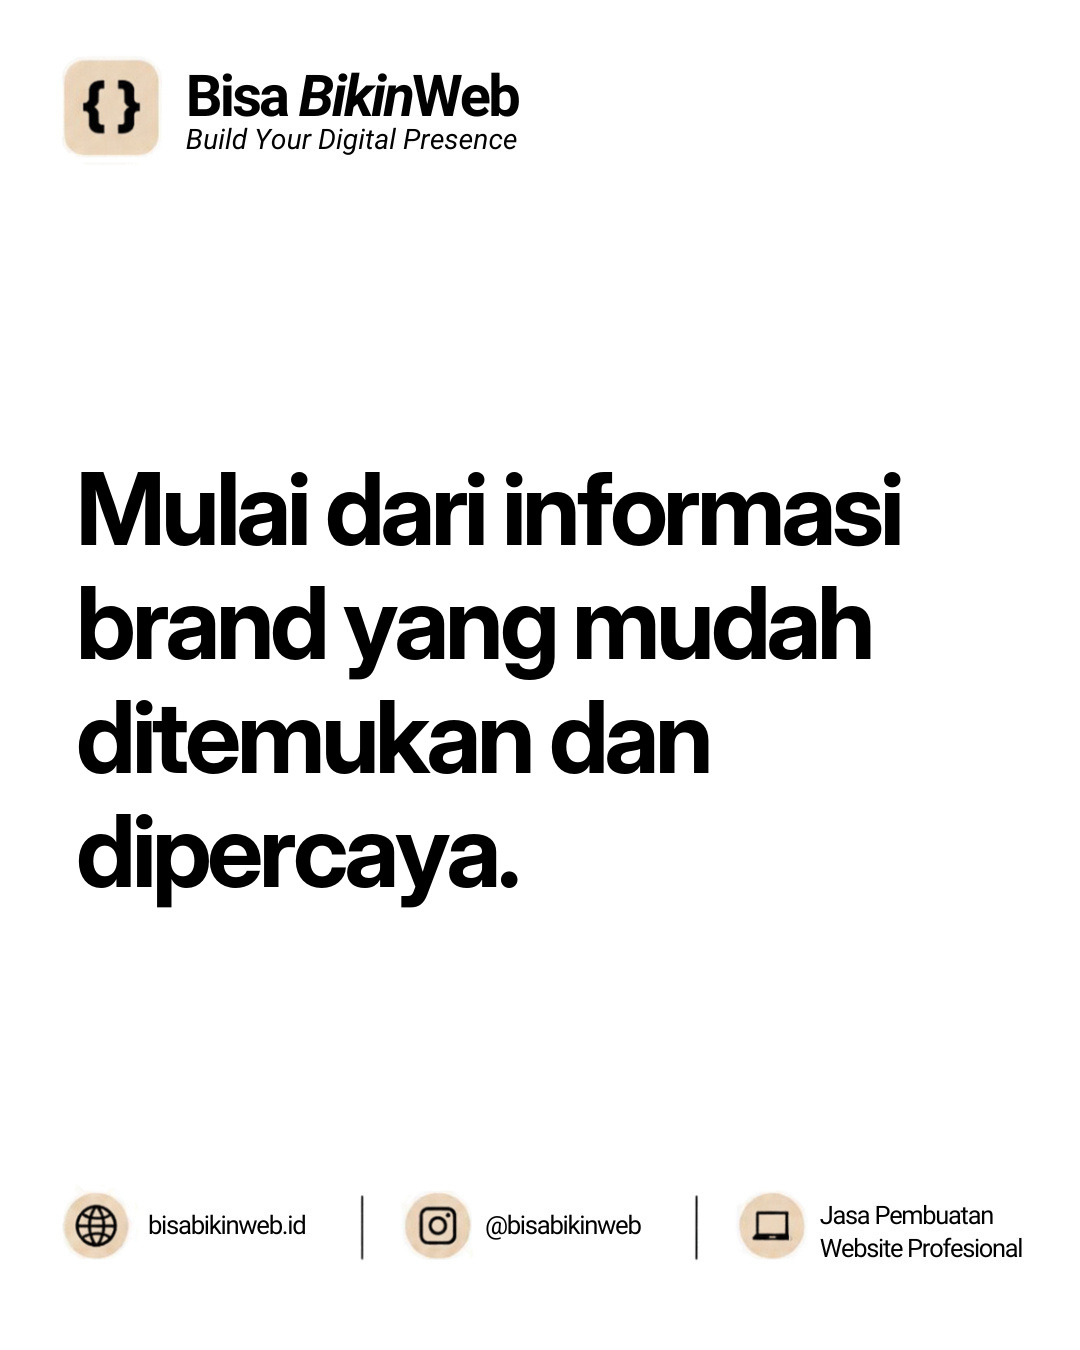 { }
Bisa BikinWeb
Build Your Digital Presence
Mulai dari informasi
brand yang mudah
ditemukan dan
dipercaya.
bisabikinweb.id
@bisabikinweb
Jasa Pembuatan
Website Profesional